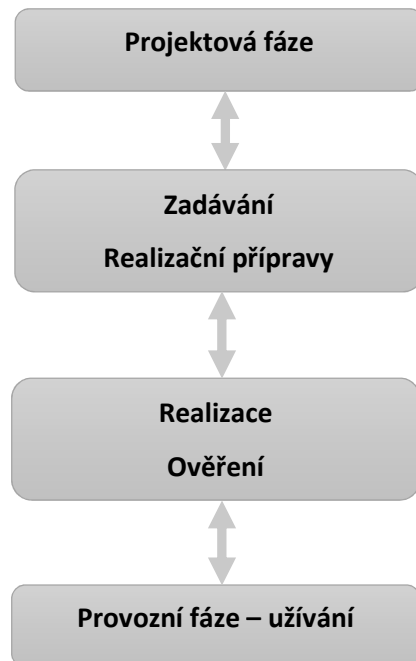 Projektová fáze
Zadávání
Realizační přípravy
Realizace
Ověření
Provozní fáze – užívání